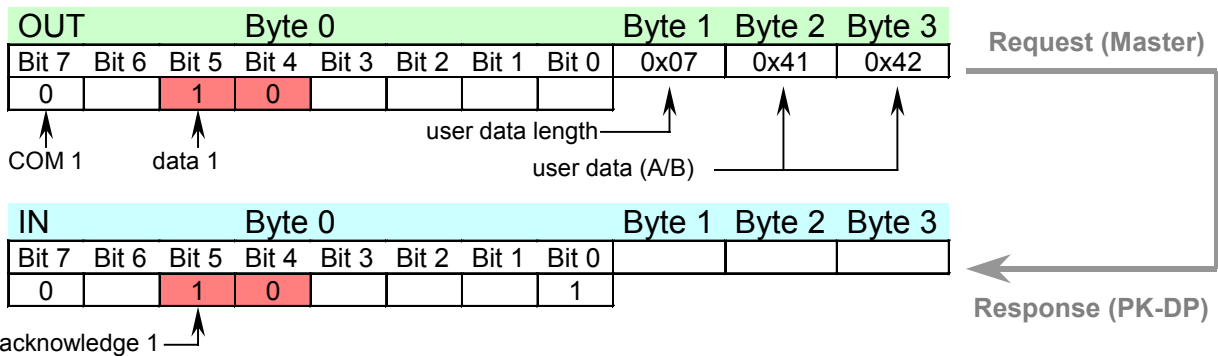 OUT Byte 0 Byte 1 Byte 2 Byte 3
Bit 7 Bit 6 Bit 5 Bit 4 Bit 3 Bit 2 Bit 1 Bit 0 0x07 0x41 0x42
0 1 0
COM 1 data 1
user data length
user data (A/B)
Request (Master)
IN Byte 0 Byte 1 Byte 2 Byte 3
Bit 7 Bit 6 Bit 5 Bit 4 Bit 3 Bit 2 Bit 1 Bit 0
0 1 0 1
acknowledge 1
Response (PK-DP)